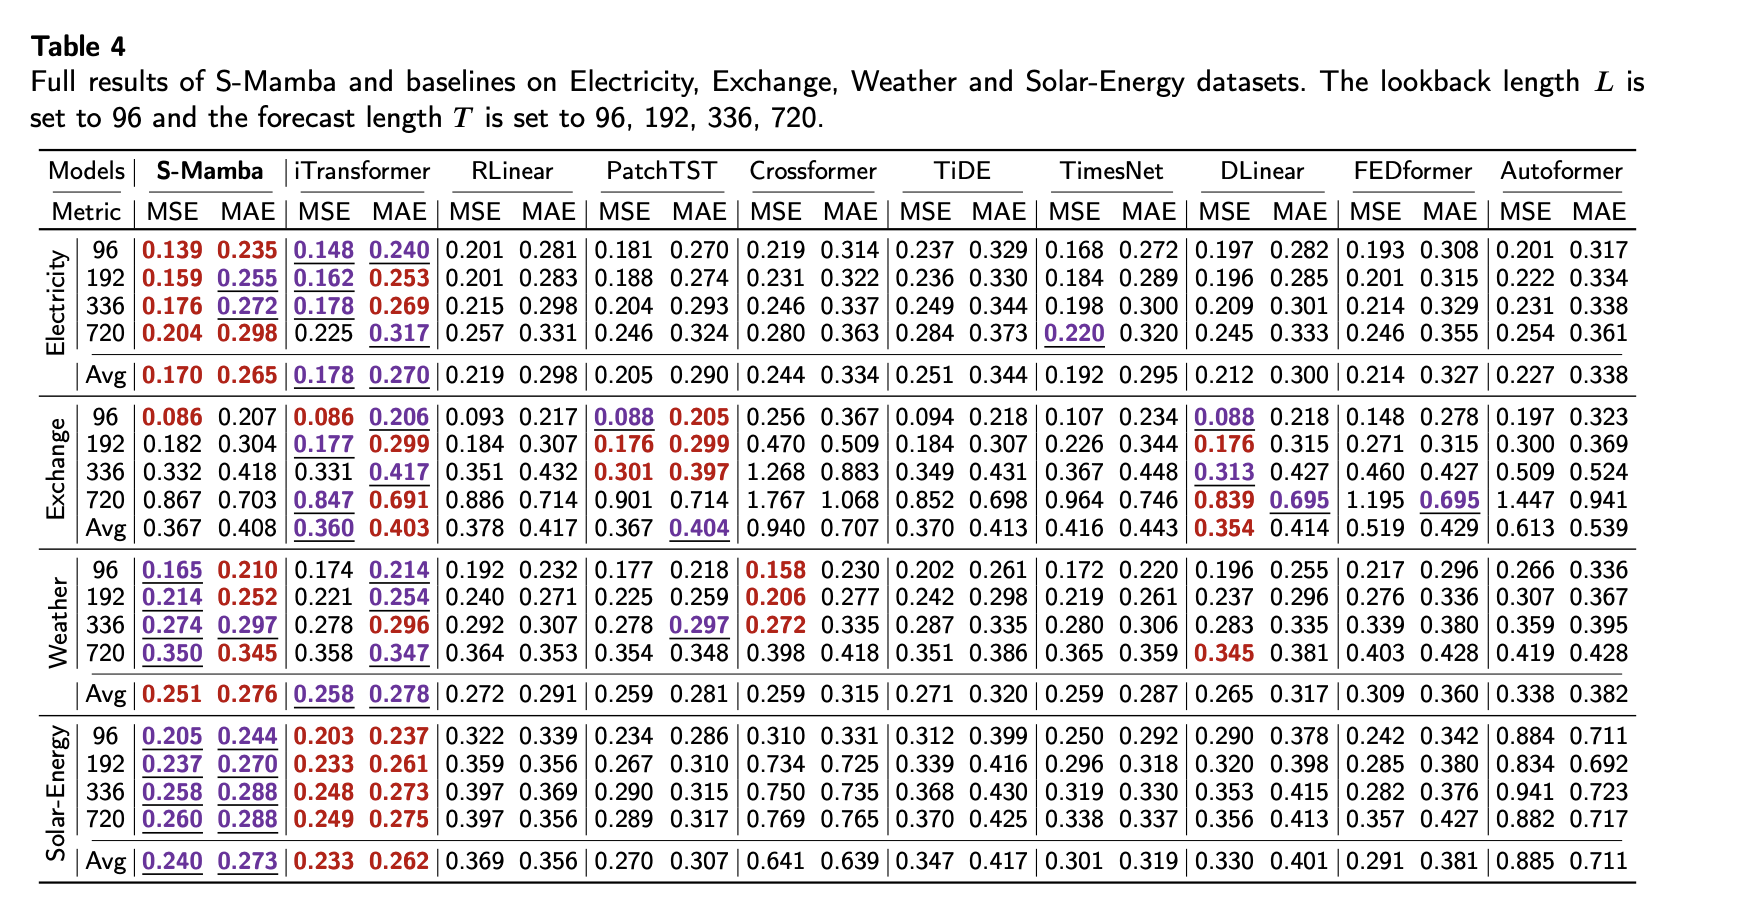 Table 4
Full results of S-Mamba and baselines on Electricity, Exchange, Weather and Solar-Energy datasets. The lookback length L is
set to 96 and the forecast length T is set to 96, 192, 336, 720.
Models S-Mamba iTransformer RLinear PatchTST Crossformer TiDE TimesNet DLinear FEDformer Autoformer
Metric MSE MAE MSE MAE MSE MAE MSE MAE MSE MAE MSE MAE MSE MAE MSE MAE MSE MAE MSE MAE
Electricity
96 0.139 0.235 0.148 0.240 0.201 0.281 0.181 0.270 0.219 0.314 0.237 0.329 0.168 0.272 0.197 0.282 0.193 0.308 0.201 0.317
192 0.159 0.255 0.162 0.253 0.201 0.283 0.188 0.274 0.231 0.322 0.236 0.330 0.184 0.289 0.196 0.285 0.201 0.315 0.222 0.334
336 0.176 0.272 0.178 0.269 0.215 0.298 0.204 0.293 0.246 0.337 0.249 0.344 0.198 0.300 0.209 0.301 0.214 0.329 0.231 0.338
720 0.204 0.298 0.225 0.317 0.257 0.331 0.246 0.324 0.280 0.363 0.284 0.373 0.220 0.320 0.245 0.333 0.246 0.355 0.254 0.361
Avg 0.170 0.265 0.178 0.270 0.219 0.298 0.205 0.290 0.244 0.334 0.251 0.344 0.192 0.295 0.212 0.300 0.214 0.327 0.227 0.338
Exchange
96 0.086 0.207 0.086 0.206 0.093 0.217 0.088 0.205 0.256 0.367 0.094 0.218 0.107 0.234 0.088 0.218 0.148 0.278 0.197 0.323
192 0.182 0.304 0.177 0.299 0.184 0.307 0.176 0.299 0.470 0.509 0.184 0.307 0.226 0.344 0.176 0.315 0.271 0.315 0.300 0.369
336 0.332 0.418 0.331 0.417 0.351 0.432 0.301 0.397 1.268 0.883 0.349 0.431 0.367 0.448 0.313 0.427 0.460 0.427 0.509 0.524
720 0.867 0.703 0.847 0.691 0.886 0.714 0.901 0.714 1.767 1.068 0.852 0.698 0.964 0.746 0.839 0.695 1.195 0.695 1.447 0.941
Avg 0.367 0.408 0.360 0.403 0.378 0.417 0.367 0.404 0.940 0.707 0.370 0.413 0.416 0.443 0.354 0.414 0.519 0.429 0.613 0.539
Weather
96 0.165 0.210 0.174 0.214 0.192 0.232 0.177 0.218 0.158 0.230 0.202 0.261 0.172 0.220 0.196 0.255 0.217 0.296 0.266 0.336
192 0.214 0.252 0.221 0.254 0.240 0.271 0.225 0.259 0.206 0.277 0.242 0.298 0.219 0.261 0.237 0.296 0.276 0.336 0.307 0.367
336 0.274 0.297 0.278 0.296 0.292 0.307 0.278 0.297 0.272 0.335 0.287 0.335 0.280 0.306 0.283 0.335 0.339 0.380 0.359 0.395
720 0.350 0.345 0.358 0.347 0.364 0.353 0.354 0.348 0.398 0.418 0.351 0.386 0.365 0.359 0.345 0.381 0.403 0.428 0.419 0.428
Avg 0.251 0.276 0.258 0.278 0.272 0.291 0.259 0.281 0.259 0.315 0.271 0.320 0.259 0.287 0.265 0.317 0.309 0.360 0.338 0.382
Solar-Energy
96 0.205 0.244 0.203 0.237 0.322 0.339 0.234 0.286 0.310 0.331 0.312 0.399 0.250 0.292 0.290 0.378 0.242 0.342 0.884 0.711
192 0.237 0.270 0.233 0.261 0.359 0.356 0.267 0.310 0.734 0.725 0.339 0.416 0.296 0.318 0.320 0.398 0.285 0.380 0.834 0.692
336 0.258 0.288 0.248 0.273 0.397 0.369 0.290 0.315 0.750 0.735 0.368 0.430 0.319 0.330 0.353 0.415 0.282 0.376 0.941 0.723
720 0.260 0.288 0.249 0.275 0.397 0.356 0.289 0.317 0.769 0.765 0.370 0.425 0.338 0.337 0.356 0.413 0.357 0.427 0.882 0.717
Avg 0.240 0.273 0.233 0.262 0.369 0.356 0.270 0.307 0.641 0.639 0.347 0.417 0.301 0.319 0.330 0.401 0.291 0.381 0.885 0.711